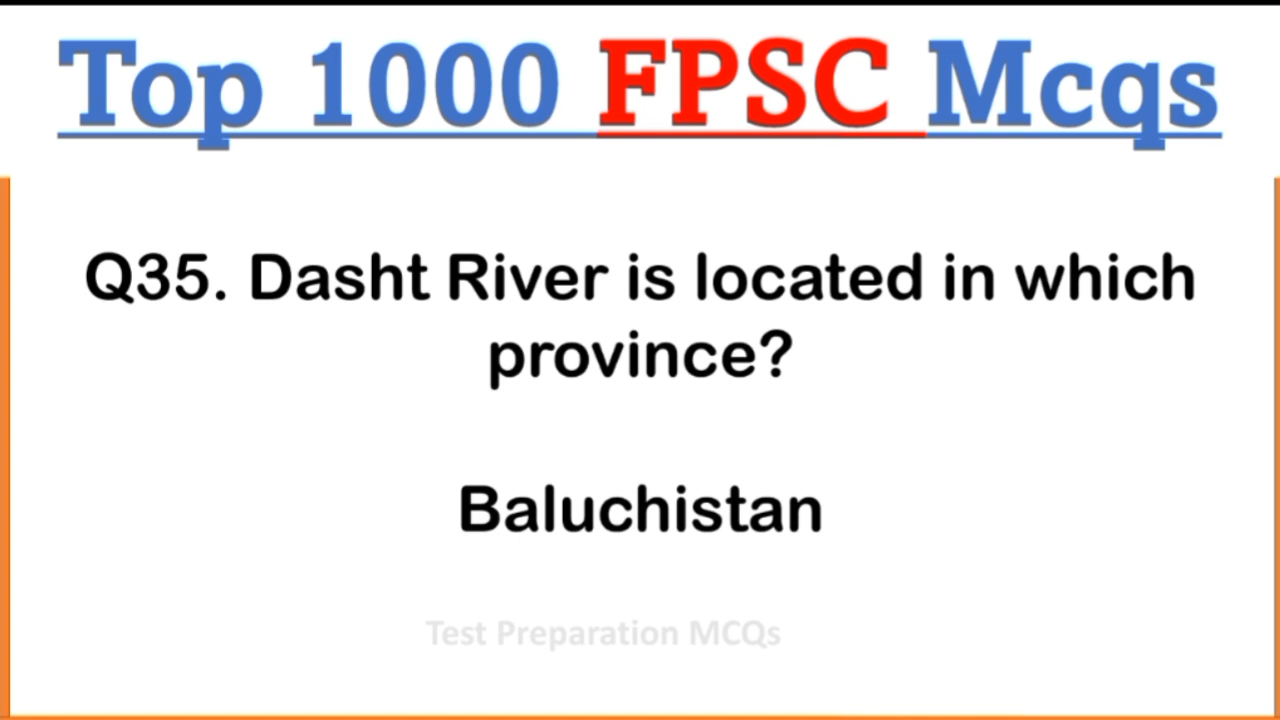 Top 1000 FPSC Mcqs
Q35. Dasht River is located in which
province?
Baluchistan
Test Preparation MCQs